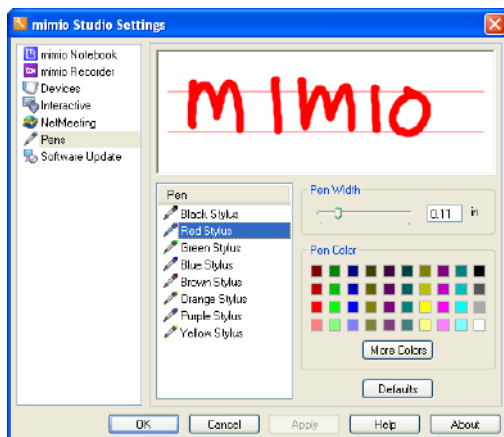 mimio Studio Settings
mimio Notebook
mimio Recorder
Devices
Interactive
NetMeeting
Pens
Software Update
mimio
Pen
Black Stylus
Red Stylus
Green Stylus
Blue Stylus
Brown Stylus
Orange Stylus
Purple Stylus
Yellow Stylus
Pen Width
0.11 in
Pen Color
More Colors
Defaults
OK Cancel Apply Help About